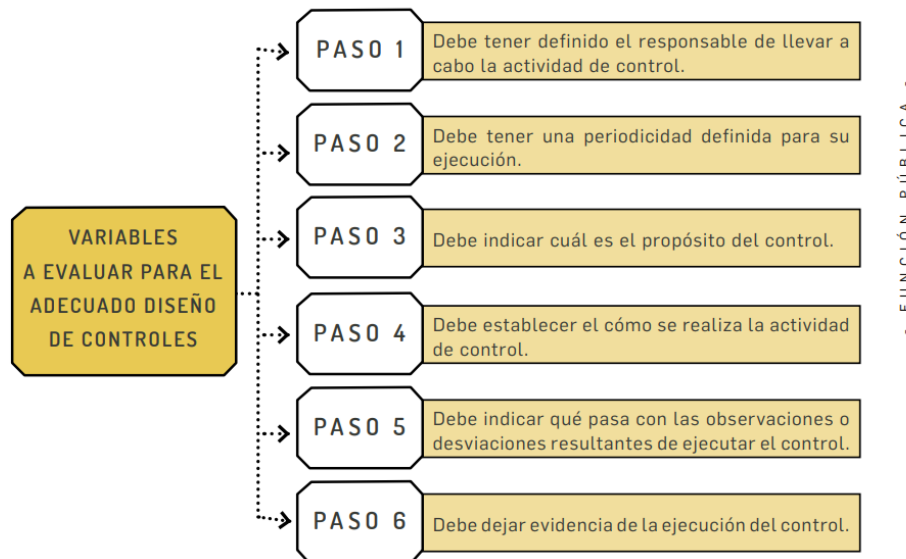 PASO 1
Debe tener definido el responsable de llevar a
cabo la actividad de control.
PASO 2
Debe tener una periodicidad definida para su
ejecución.
VARIABLES
A EVALUAR PARA EL
ADECUADO DISEÑO
DE CONTROLES
PASO 3
Debe indicar cuál es el propósito del control.
PASO 4
Debe establecer el cómo se realiza la actividad
de control.
PASO 5
Debe indicar qué pasa con las observaciones o
desviaciones resultantes de ejecutar el control.
PASO 6
Debe dejar evidencia de la ejecución del control.
FUNCIÓN PÚBLICA